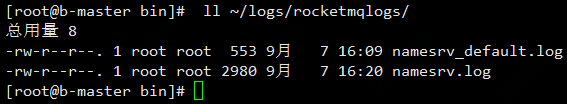 [root@b-master bin]#  ll ~/logs/rocketmqlogs/
总用量 8
-rw-r--r--. 1 root root  553 9月   7 16:09 namesrv_default.log
-rw-r--r--. 1 root root 2980 9月   7 16:20 namesrv.log
[root@b-master bin]#